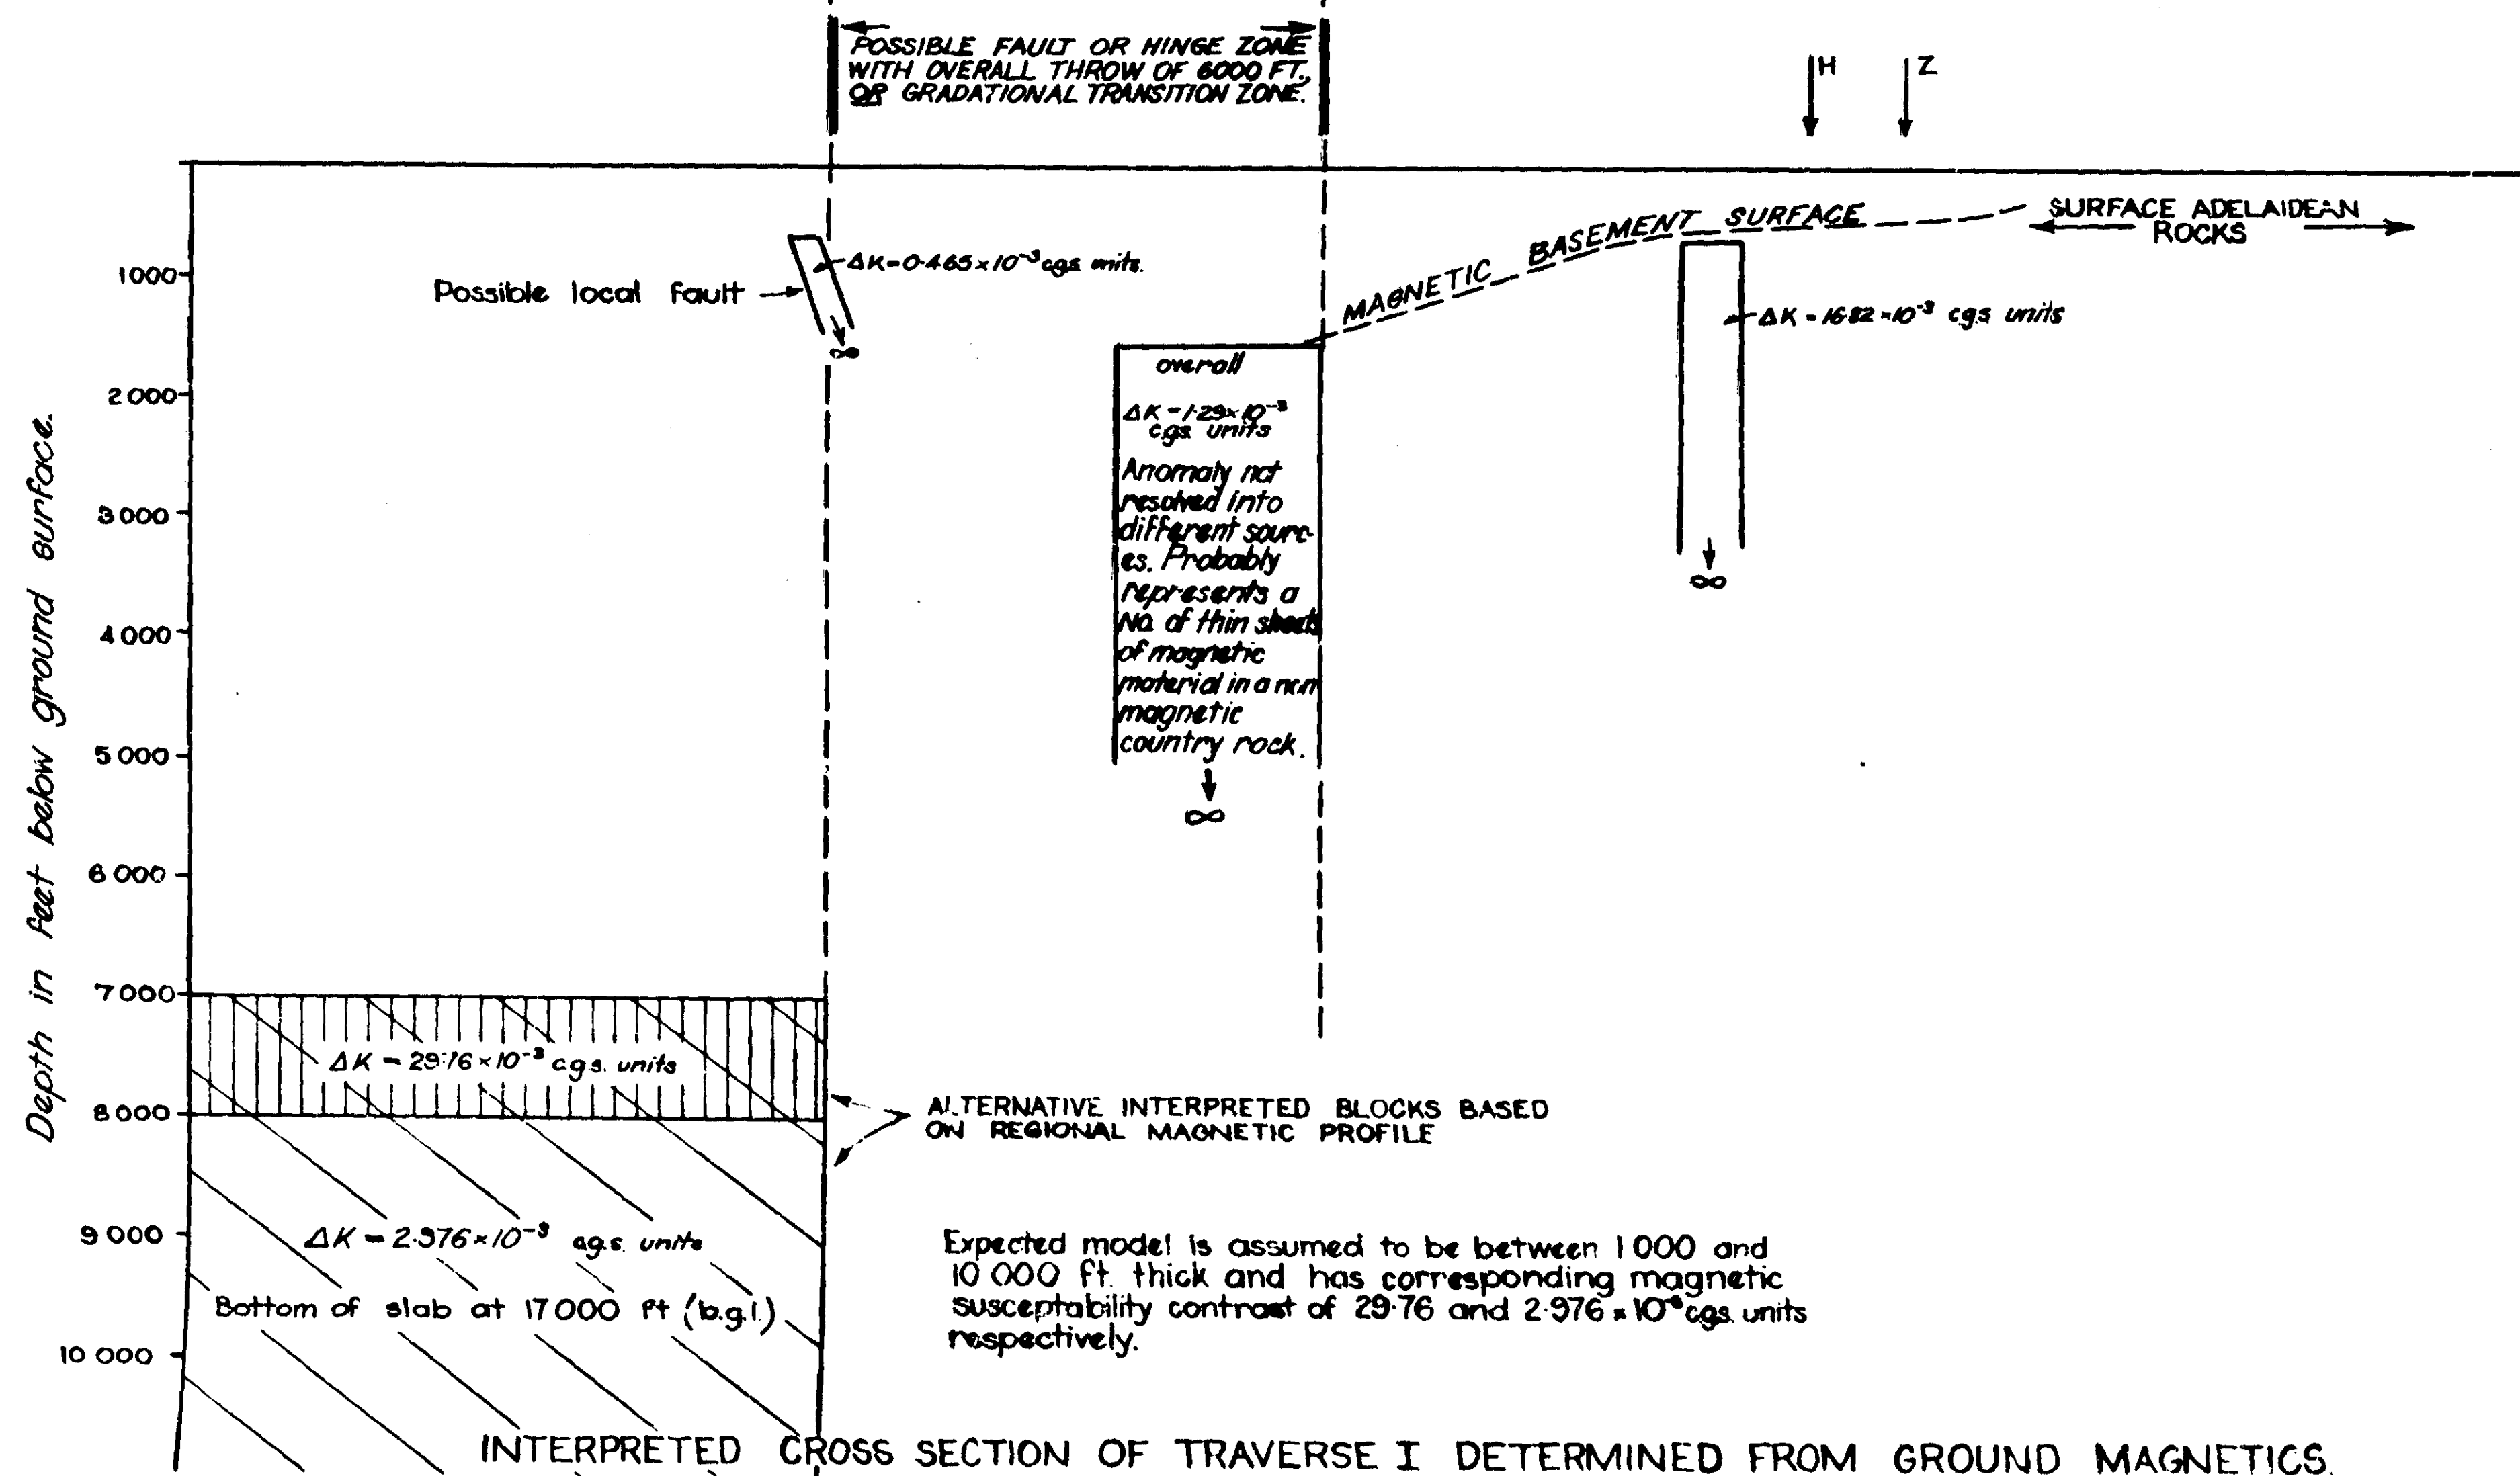 POSSIBLE FAULT OR HINGE ZONE
WITH OVERALL THROW OF 6000 FT.,
OR GRADATIONAL TRANSITION ZONE.
H
Z
MAGNETIC BASEMENT SURFACE
SURFACE ADELAIDEAN
ROCKS
ΔK=0.465×10⁻³ cgs units.
Possible local fault
∞
ΔK = 16.82 ×10⁻³ cgs units
∞
overall
ΔK = 1.29×10⁻³
cgs units
Anomaly not
resolved into
different sourc-
es. Probably
represents a
No. of thin sheets
of magnetic
material in a non
magnetic
country rock.
∞
Depth in feet below ground surface.
1000
2000
3000
4000
5000
6000
7000
8000
9000
10 000
ΔK = 29.76 × 10⁻³ c.g.s. units
ALTERNATIVE INTERPRETED BLOCKS BASED
ON REGIONAL MAGNETIC PROFILE
ΔK = 2.976×10⁻³ c.g.s. units
Bottom of slab at 17000 ft (b.g.l.)
Expected model is assumed to be between 1000 and
10 000 ft. thick and has corresponding magnetic
susceptability contrast of 29.76 and 2.976 × 10⁻³ cgs. units
respectively.
INTERPRETED CROSS SECTION OF TRAVERSE I DETERMINED FROM GROUND MAGNETICS.